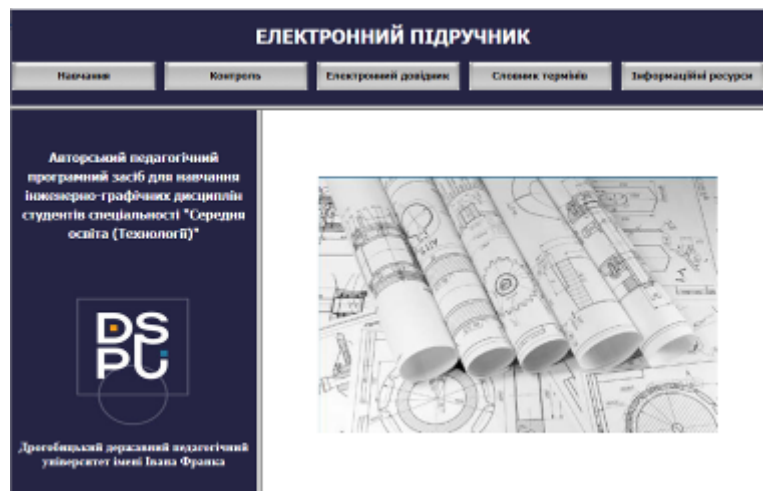 ЕЛЕКТРОННИЙ ПІДРУЧНИК
Навчання Контроль Електронний довідник Словник термінів Інформаційні ресурси
Авторський педагогічний
програмний засіб для навчання
інженерно-графічних дисциплін
студентів спеціальності "Середня
освіта (Технології)"
DS
PU
Дрогобицький державний педагогічний
університет імені Івана Франка